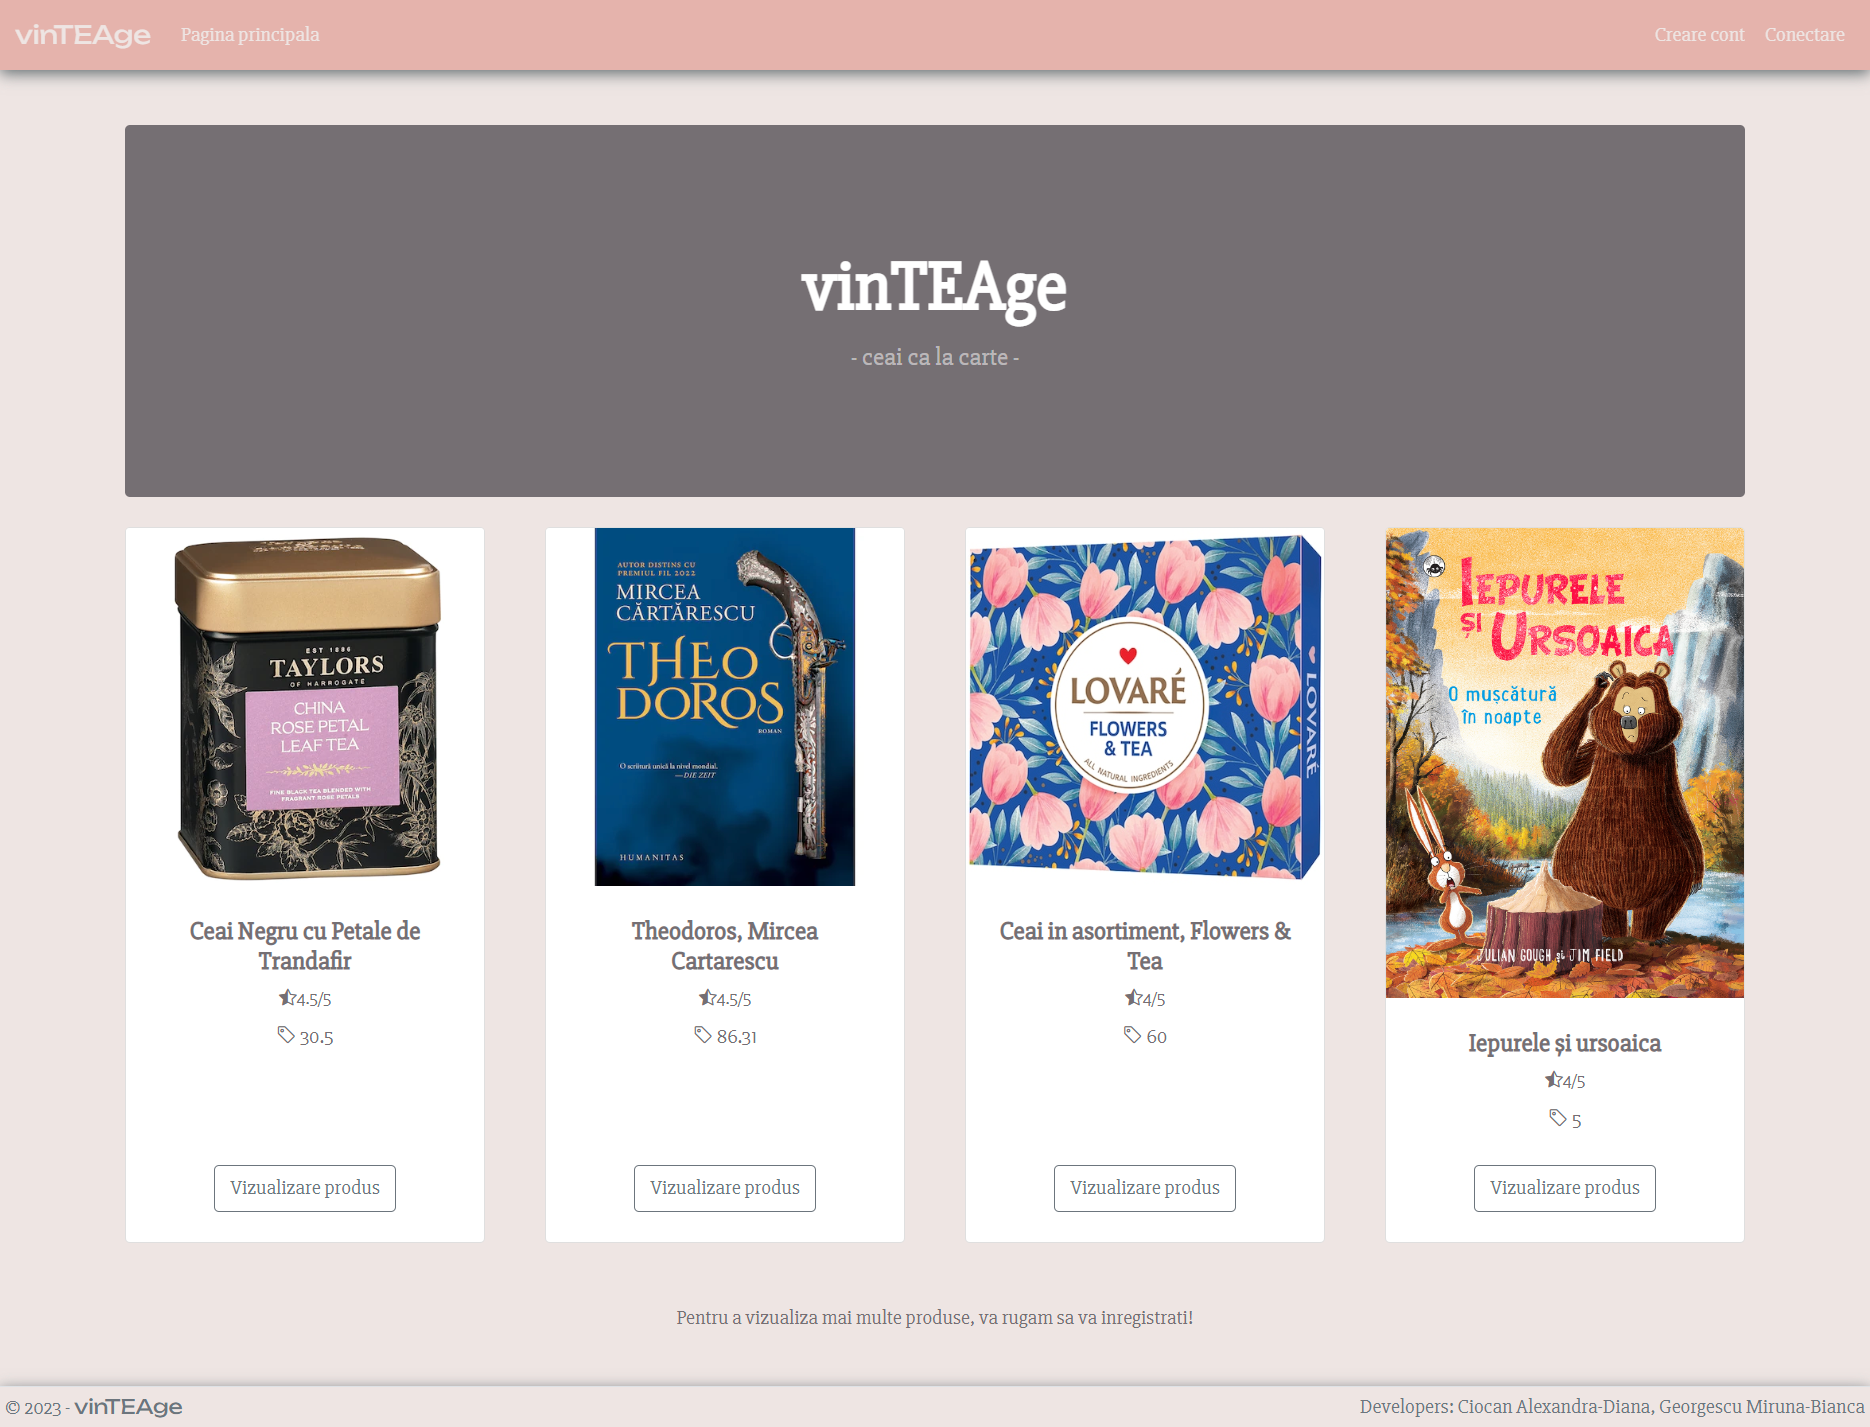 vinTEAge
Pagina principala
Creare cont
Conectare
vinTEAge
- ceai ca la carte -
EST 1886
TAYLORS
OF HARROGATE
CHINA
ROSE PETAL
LEAF TEA
FINE BLACK TEA BLENDED WITH
FRAGRANT ROSE PETALS
Ceai Negru cu Petale de
Trandafir
4.5/5
30.5
Vizualizare produs
AUTOR DISTINS CU
PREMIUL FIL 2022
MIRCEA
CĂRTĂRESCU
THEO
DOROS
ROMAN
O scriitură unică la nivel mondial.
—DIE ZEIT
HUMANITAS
Theodoros, Mircea
Cartarescu
4.5/5
86.31
Vizualizare produs
LOVARÉ
FLOWERS
& TEA
ALL NATURAL INGREDIENTS
LOVARÉ
Ceai in asortiment, Flowers &
Tea
4/5
60
Vizualizare produs
IEPURELE
ȘI URSOAICA
O mușcătură
în noapte
JULIAN GOUGH și JIM FIELD
Iepurele și ursoaica
4/5
5
Vizualizare produs
Pentru a vizualiza mai multe produse, va rugam sa va inregistrati!
© 2023 - vinTEAge
Developers: Ciocan Alexandra-Diana, Georgescu Miruna-Bianca